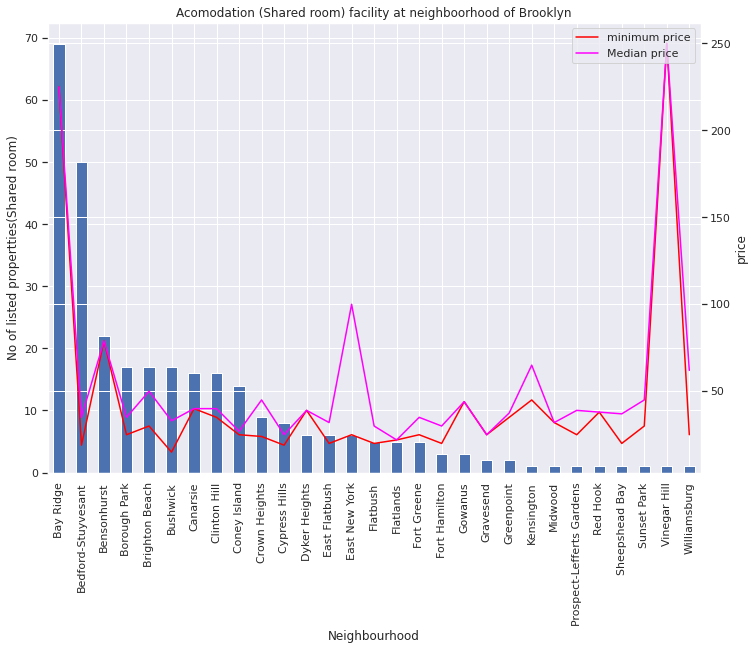 Acomodation (Shared room) facility at neighboorhood of Brooklyn
minimum price
Median price
No of listed propertties(Shared room)
70
60
50
40
30
20
10
0
250
200
150
100
50
price
Bay Ridge
Bedford-Stuyvesant
Bensonhurst
Borough Park
Brighton Beach
Bushwick
Canarsie
Clinton Hill
Coney Island
Crown Heights
Cypress Hills
Dyker Heights
East Flatbush
East New York
Flatbush
Flatlands
Fort Greene
Fort Hamilton
Gowanus
Gravesend
Greenpoint
Kensington
Midwood
Prospect-Lefferts Gardens
Red Hook
Sheepshead Bay
Sunset Park
Vinegar Hill
Williamsburg
Neighbourhood